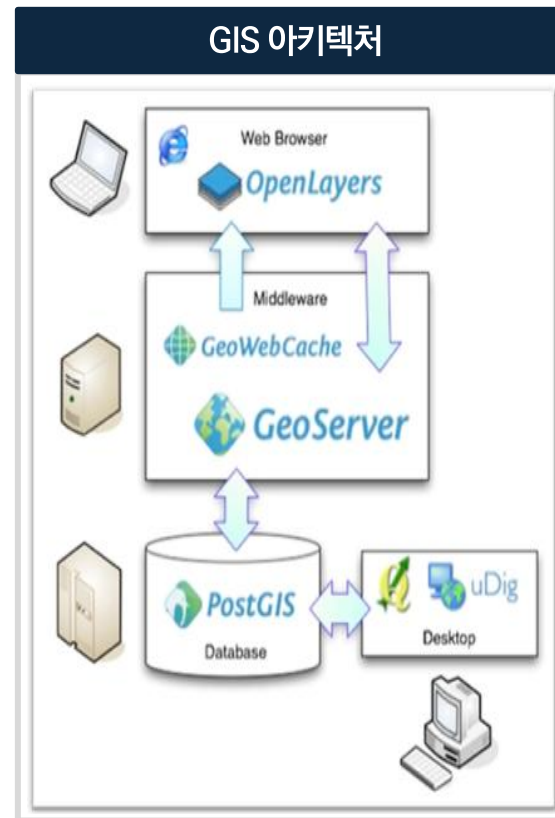 GIS 아키텍처
Web Browser
OpenLayers
Middleware
GeoWebCache
GeoServer
PostGIS
Database
uDig
Desktop